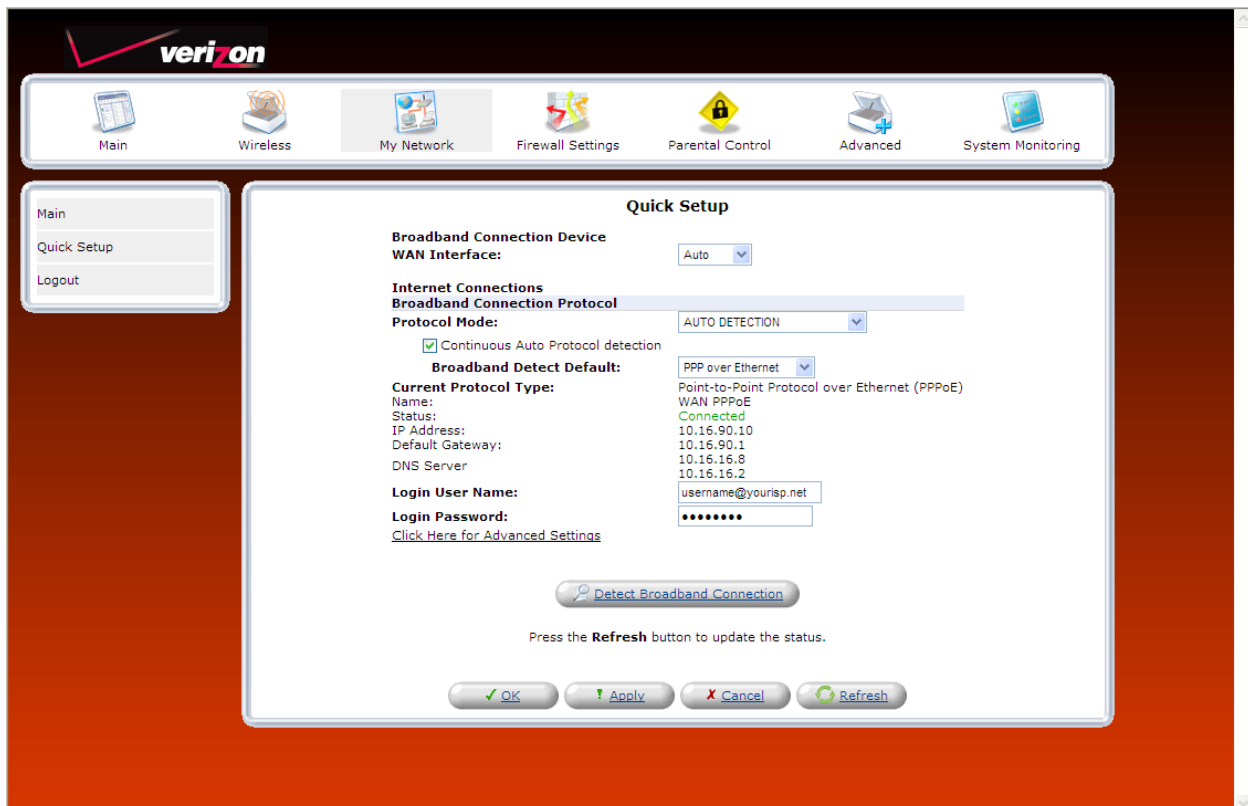 verizon
Main Wireless My Network Firewall Settings Parental Control Advanced System Monitoring
Main
Quick Setup
Logout
Quick Setup
Broadband Connection Device
WAN Interface: Auto
Internet Connections
Broadband Connection Protocol
Protocol Mode: AUTO DETECTION
Continuous Auto Protocol detection
Broadband Detect Default: PPP over Ethernet
Current Protocol Type: Point-to-Point Protocol over Ethernet (PPPoE)
Name: WAN PPPoE
Status: Connected
IP Address: 10.16.90.10
Default Gateway: 10.16.90.1
DNS Server 10.16.16.8
10.16.16.2
Login User Name: username@yourisp.net
Login Password: ••••••••
Click Here for Advanced Settings
Detect Broadband Connection
Press the Refresh button to update the status.
OK Apply Cancel Refresh